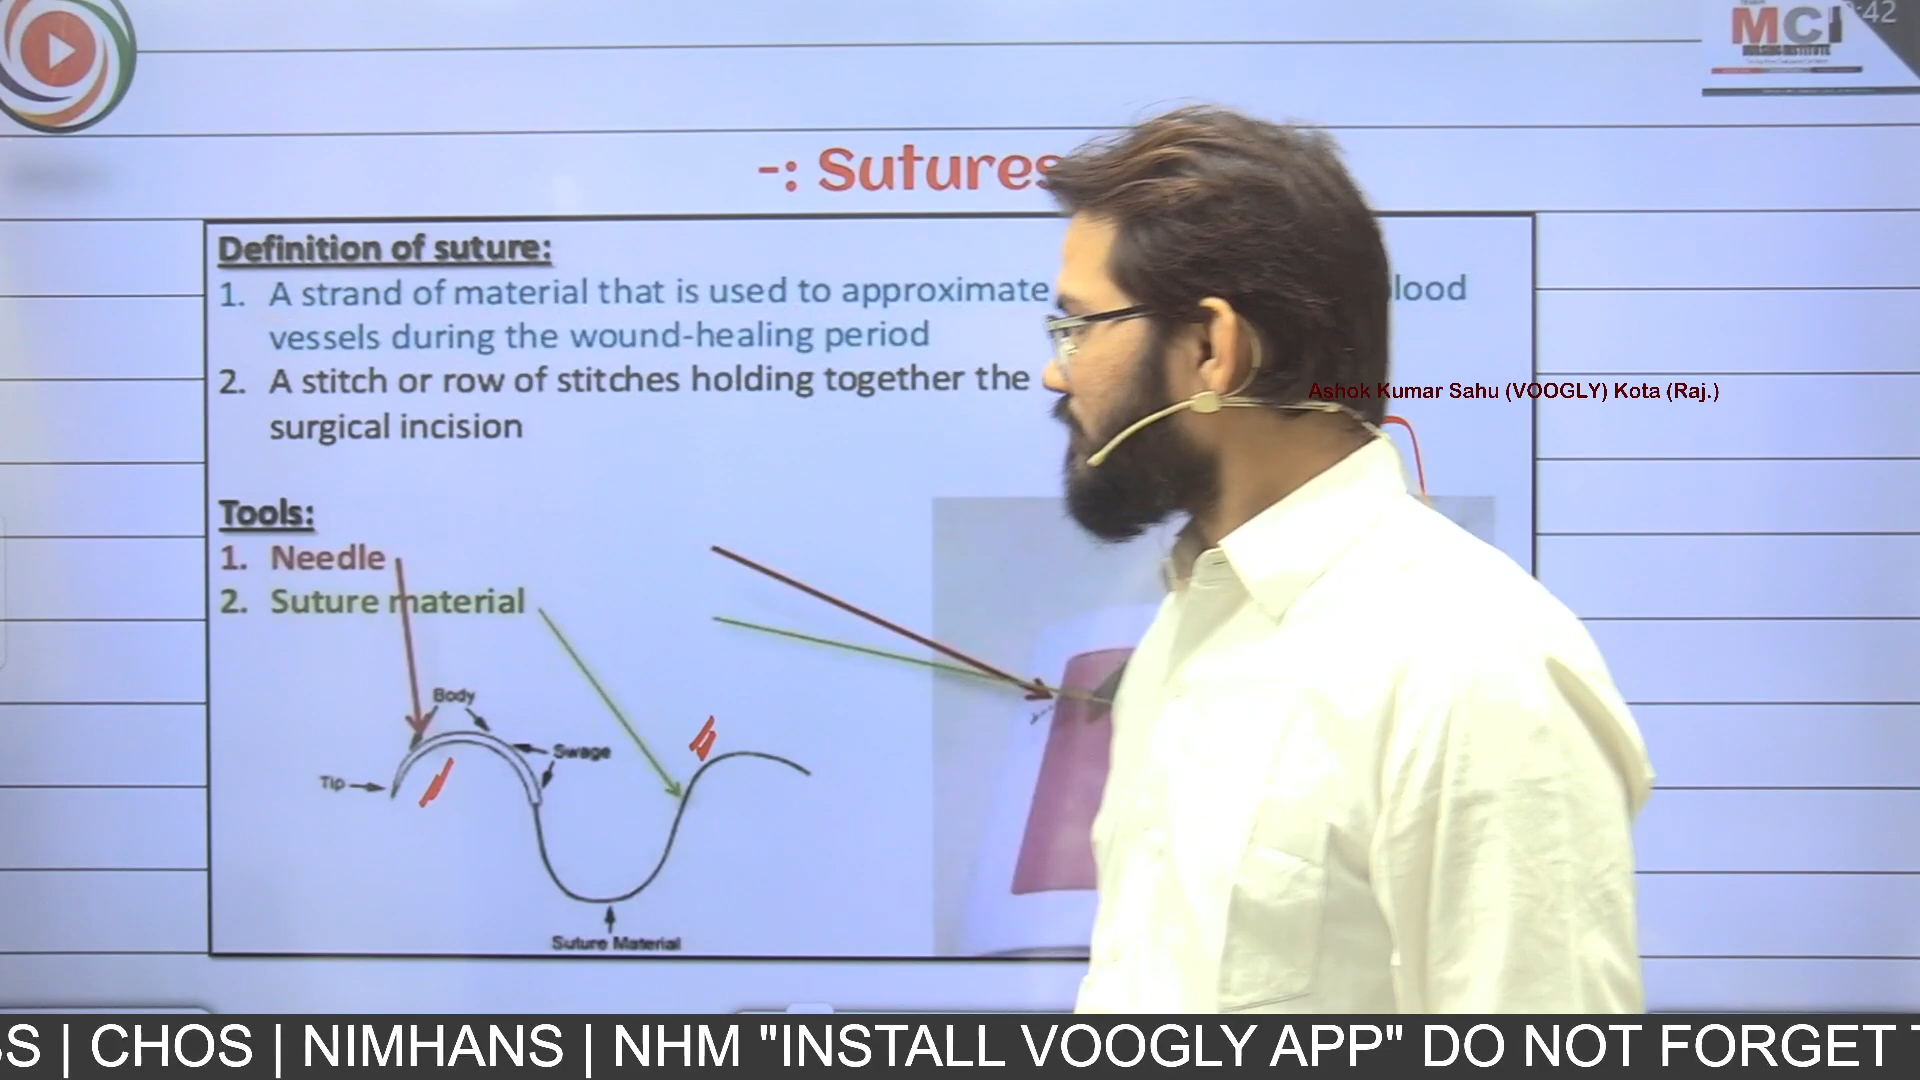 MCI
:42
-: Sutures
Definition of suture:
1. A strand of material that is used to approximate lood
vessels during the wound-healing period
2. A stitch or row of stitches holding together the
surgical incision
Ashok Kumar Sahu (VOOGLY) Kota (Raj.)
Tools:
1. Needle
2. Suture material
Body
Swage
Tip
Suture Material
SS | CHOS | NIMHANS | NHM "INSTALL VOOGLY APP" DO NOT FORGET T